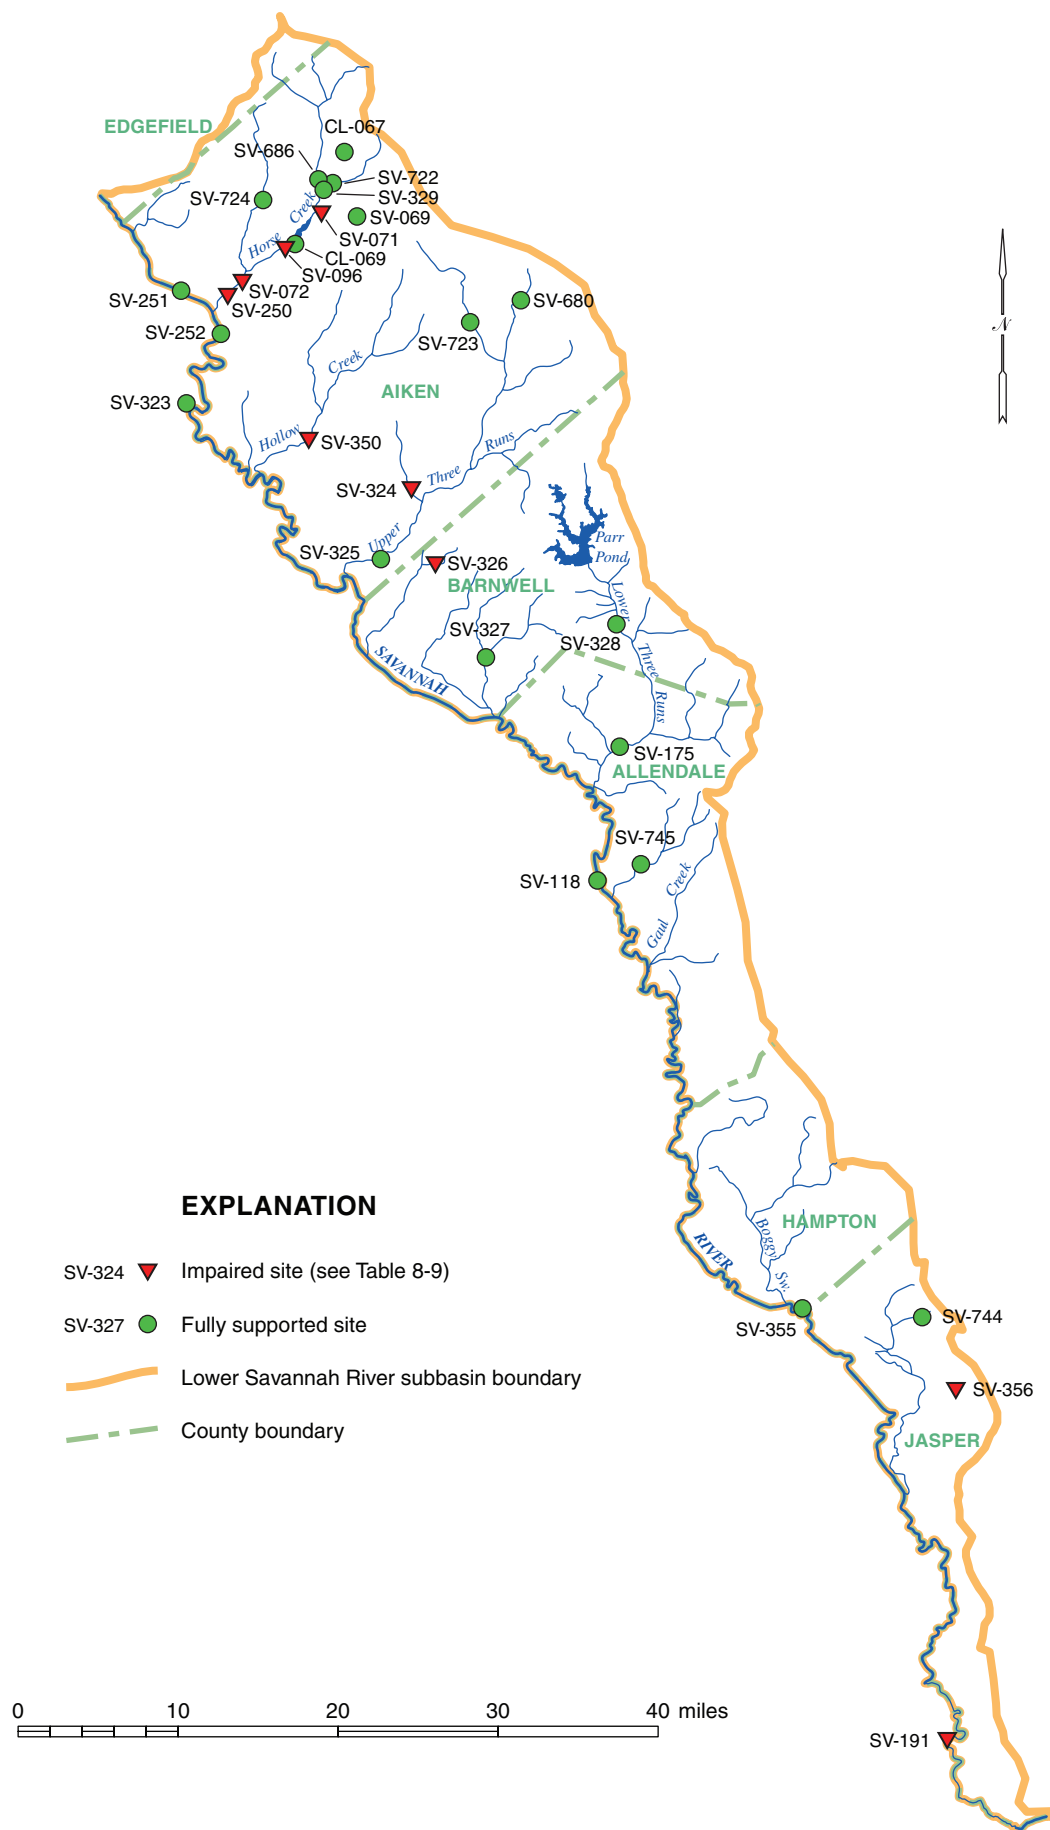 EDGEFIELD
CL-067
SV-686
SV-722
SV-724
SV-329
SV-069
Horse Creek
SV-071
CL-069
SV-096
SV-072
SV-251
SV-250
SV-680
SV-252
SV-723
N
Creek
AIKEN
SV-323
Hollow
SV-350
Runs
Three
SV-324
Upper
Parr
Pond
SV-325
SV-326
BARNWELL
Lower
SV-327
SV-328
SAVANNAH
Three
Runs
SV-175
ALLENDALE
SV-745
SV-118
Creek
Gaul
EXPLANATION
HAMPTON
Boggy
RIVER
Sw.
SV-324
Impaired site (see Table 8-9)
SV-744
SV-327
Fully supported site
SV-355
Lower Savannah River subbasin boundary
SV-356
County boundary
JASPER
0 10 20 30 40 miles
SV-191